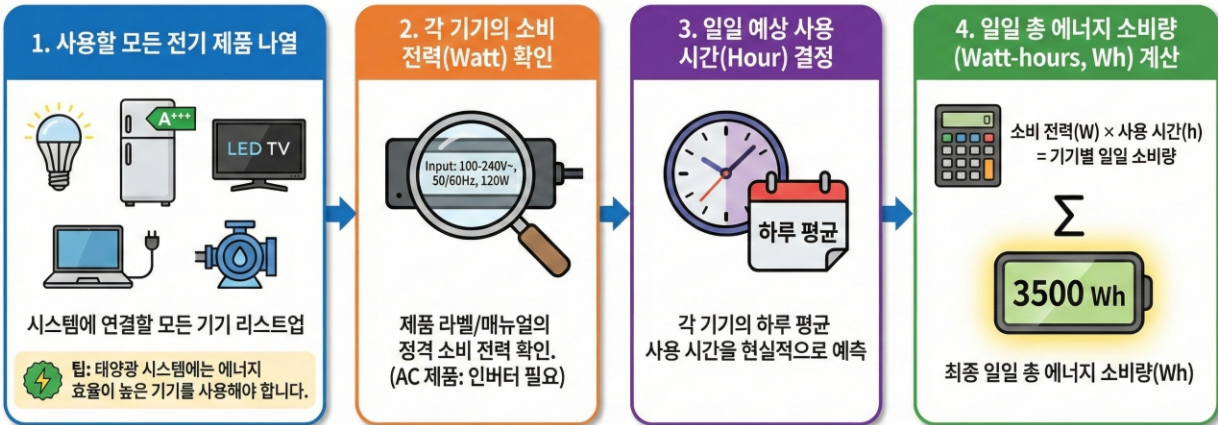 1. 사용할 모든 전기 제품 나열
A+++
LED TV
시스템에 연결할 모든 기기 리스트업
팁: 태양광 시스템에는 에너지
효율이 높은 기기를 사용해야 합니다.
2. 각 기기의 소비
전력(Watt) 확인
Input: 100-240V~,
50/60Hz, 120W
제품 라벨/매뉴얼의
정격 소비 전력 확인.
(AC 제품: 인버터 필요)
3. 일일 예상 사용
시간(Hour) 결정
하루 평균
각 기기의 하루 평균
사용 시간을 현실적으로 예측
4. 일일 총 에너지 소비량
(Watt-hours, Wh) 계산
0
소비 전력(W) × 사용 시간(h)
= 기기별 일일 소비량
Σ
3500 Wh
최종 일일 총 에너지 소비량(Wh)